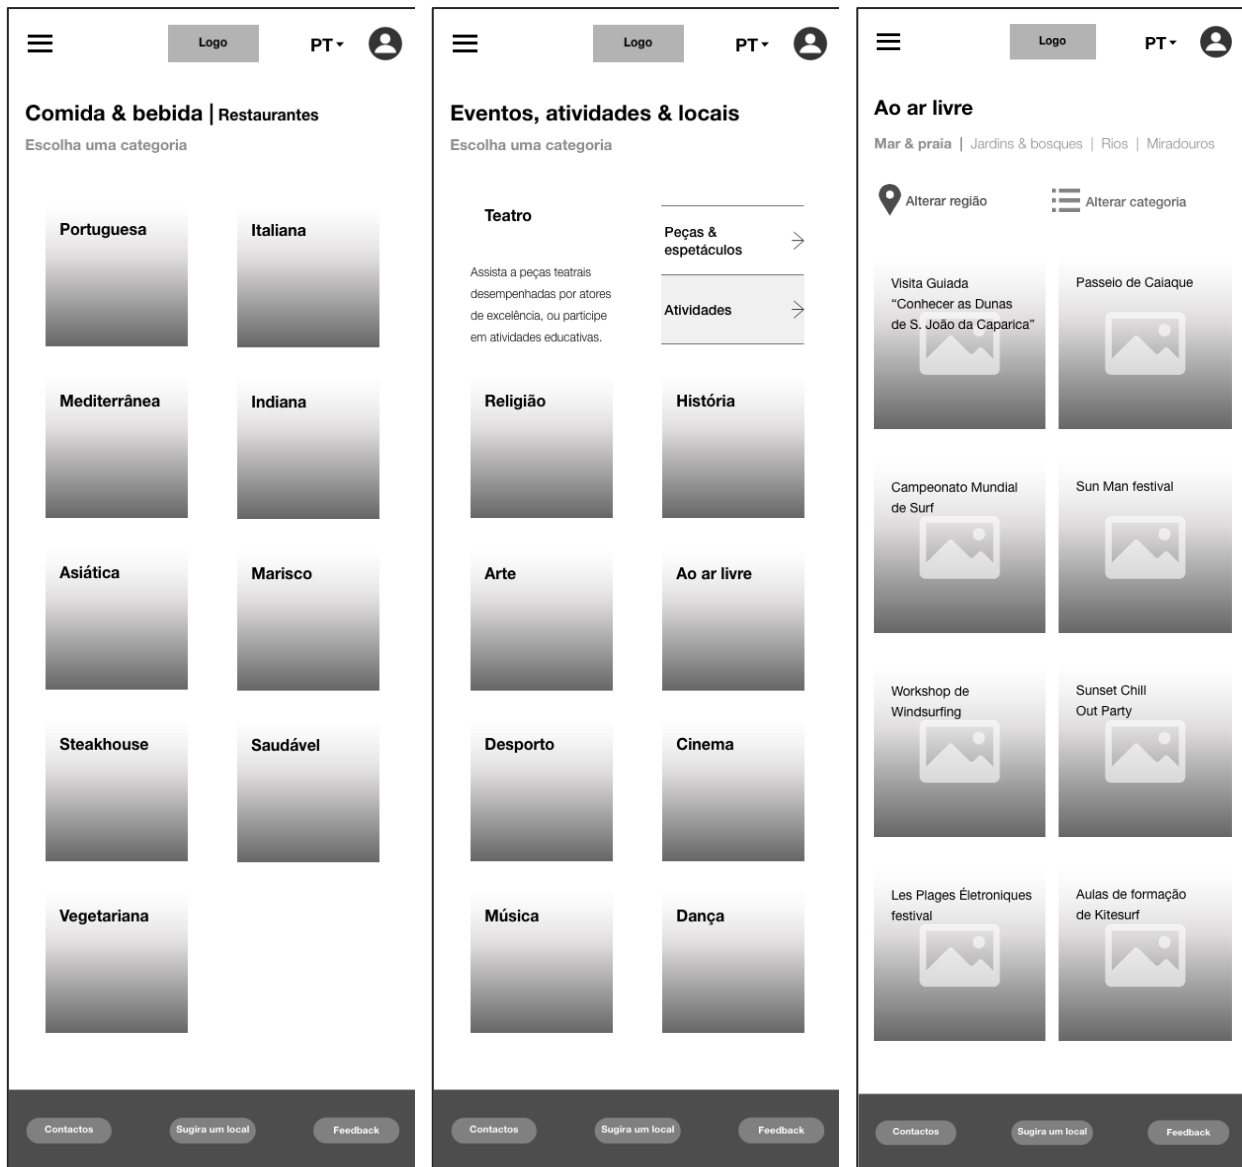 Logo
PT
Comida & bebida | Restaurantes
Escolha uma categoria
Portuguesa
Italiana
Mediterrânea
Indiana
Asiática
Marisco
Steakhouse
Saudável
Vegetariana
Contactos
Sugira um local
Feedback
Logo
PT
Eventos, atividades & locais
Escolha uma categoria
Teatro
Assista a peças teatrais
desempenhadas por atores
de excelência, ou participe
em atividades educativas.
Peças &
espetáculos
Atividades
Religião
História
Arte
Ao ar livre
Desporto
Cinema
Música
Dança
Contactos
Sugira um local
Feedback
Logo
PT
Ao ar livre
Mar & praia | Jardins & bosques | Rios | Miradouros
Alterar região
Alterar categoria
Visita Guiada
“Conhecer as Dunas
de S. João da Caparica”
Passeio de Caiaque
Campeonato Mundial
de Surf
Sun Man festival
Workshop de
Windsurfing
Sunset Chill
Out Party
Les Plages Életroniques
festival
Aulas de formação
de Kitesurf
Contactos
Sugira um local
Feedback